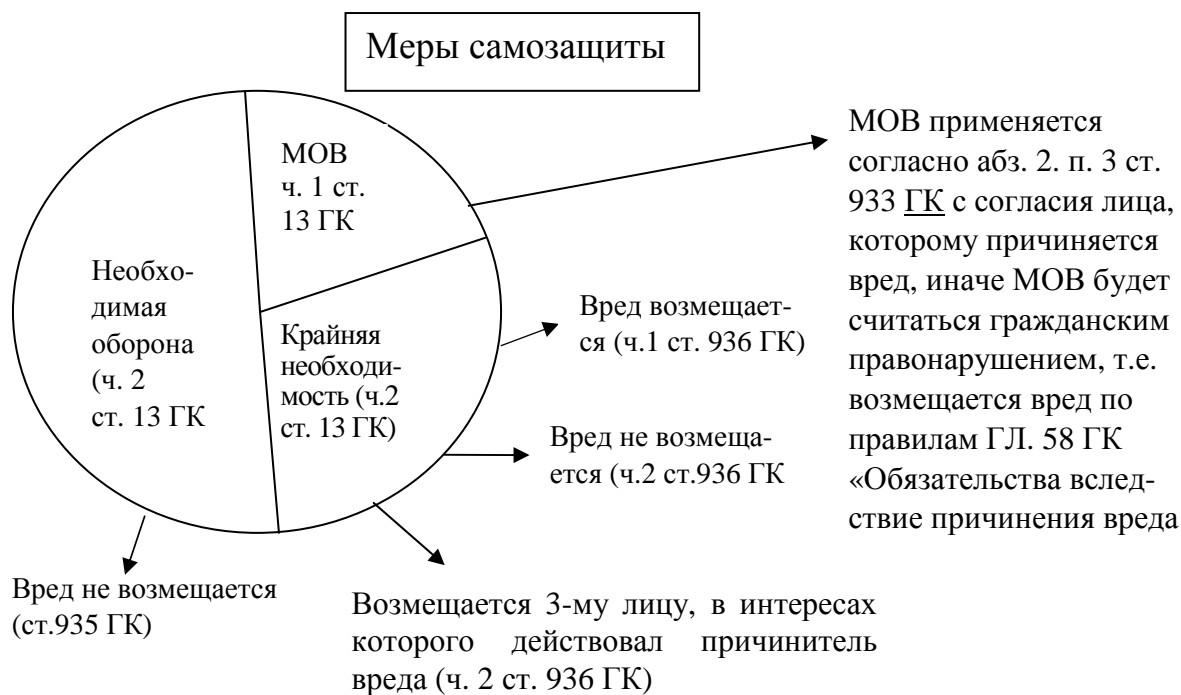 Меры самозащиты
МОВ
ч. 1 ст.
13 ГК
Необхо-
димая
оборона
(ч. 2
ст. 13 ГК
Крайняя
необходи-
мость (ч.2
ст. 13 ГК)
МОВ применяется
согласно абз. 2. п. 3 ст.
933 ГК с согласия лица,
которому причиняется
вред, иначе МОВ будет
считаться гражданским
правонарушением, т.е.
возмещается вред по
правилам ГЛ. 58 ГК
«Обязательства вслед-
ствие причинения вреда
Вред возмещает-
ся (ч.1 ст. 936 ГК)
Вред не возмеща-
ется (ч.2 ст.936 ГК
Вред не возмещается
(ст.935 ГК)
Возмещается 3-му лицу, в интересах
которого действовал причинитель
вреда (ч. 2 ст. 936 ГК)